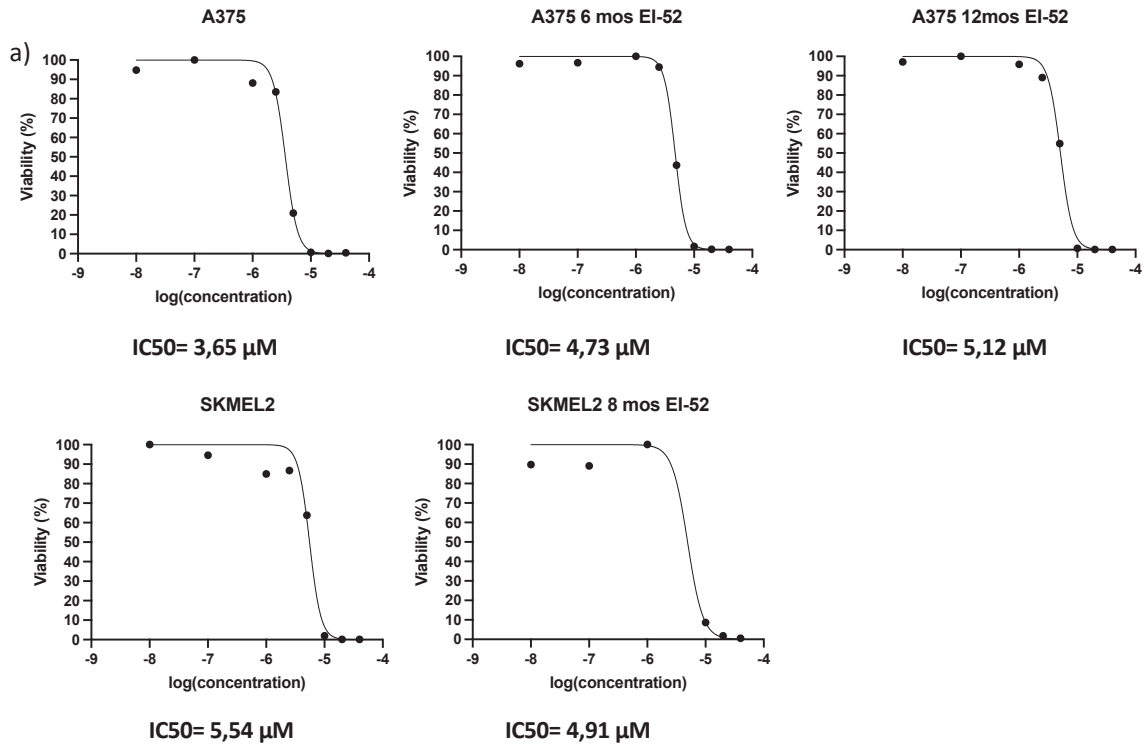 a)
A375
Viability (%)
100
90
80
70
60
50
40
30
20
10
0
-9 -8 -7 -6 -5 -4
log(concentration)
IC50= 3,65 µM
A375 6 mos EI-52
Viability (%)
100
90
80
70
60
50
40
30
20
10
0
-9 -8 -7 -6 -5 -4
log(concentration)
IC50= 4,73 µM
A375 12mos EI-52
Viability (%)
100
90
80
70
60
50
40
30
20
10
0
-9 -8 -7 -6 -5 -4
log(concentration)
IC50= 5,12 µM
SKMEL2
Viability (%)
100
90
80
70
60
50
40
30
20
10
0
-9 -8 -7 -6 -5 -4
log(concentration)
IC50= 5,54 µM
SKMEL2 8 mos EI-52
Viability (%)
100
90
80
70
60
50
40
30
20
10
0
-9 -8 -7 -6 -5 -4
log(concentration)
IC50= 4,91 µM